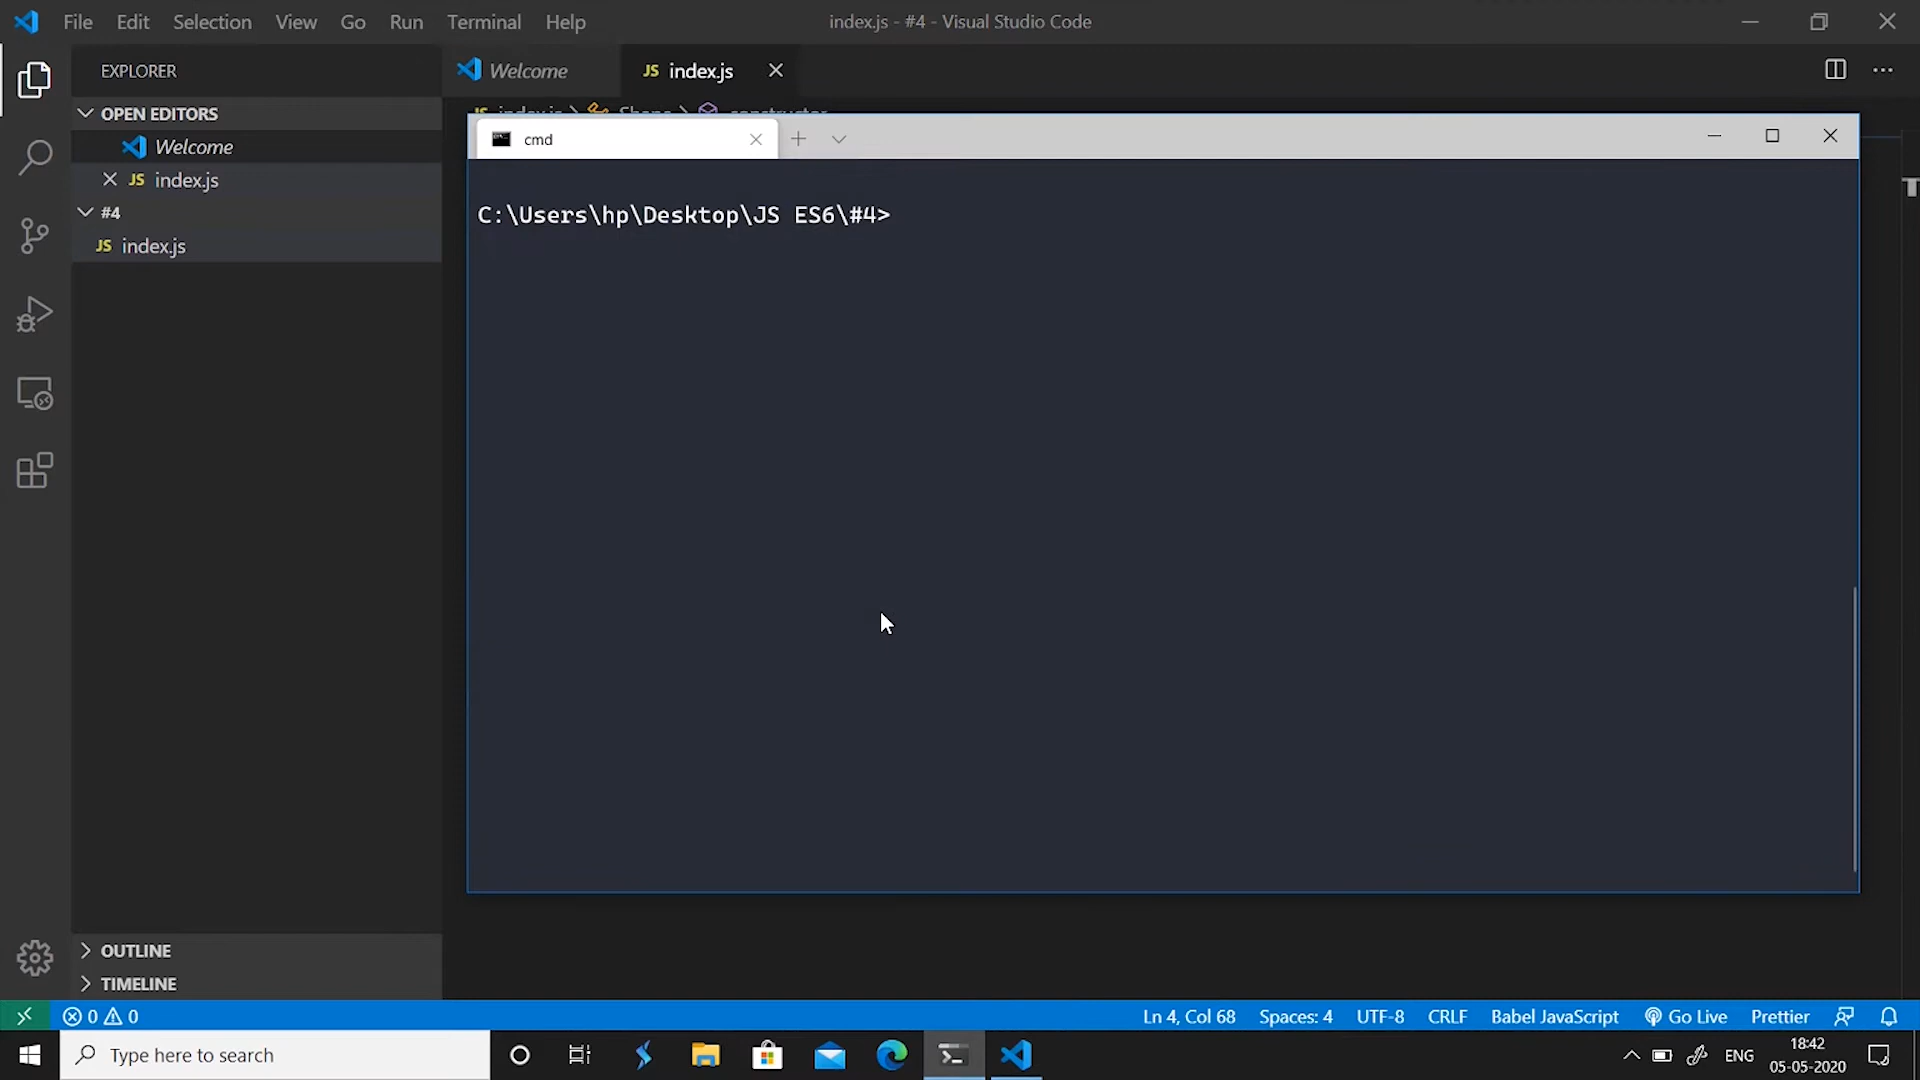 File Edit Selection View Go Run Terminal Help
index.js - #4 - Visual Studio Code
EXPLORER
Welcome
JS index.js
OPEN EDITORS
Welcome
JS index.js
#4
JS index.js
cmd
C:\Users\hp\Desktop\JS ES6\#4>
OUTLINE
TIMELINE
0 0
Ln 4, Col 68 Spaces: 4 UTF-8 CRLF Babel JavaScript Go Live Prettier
Type here to search
ENG
18:42
05-05-2020